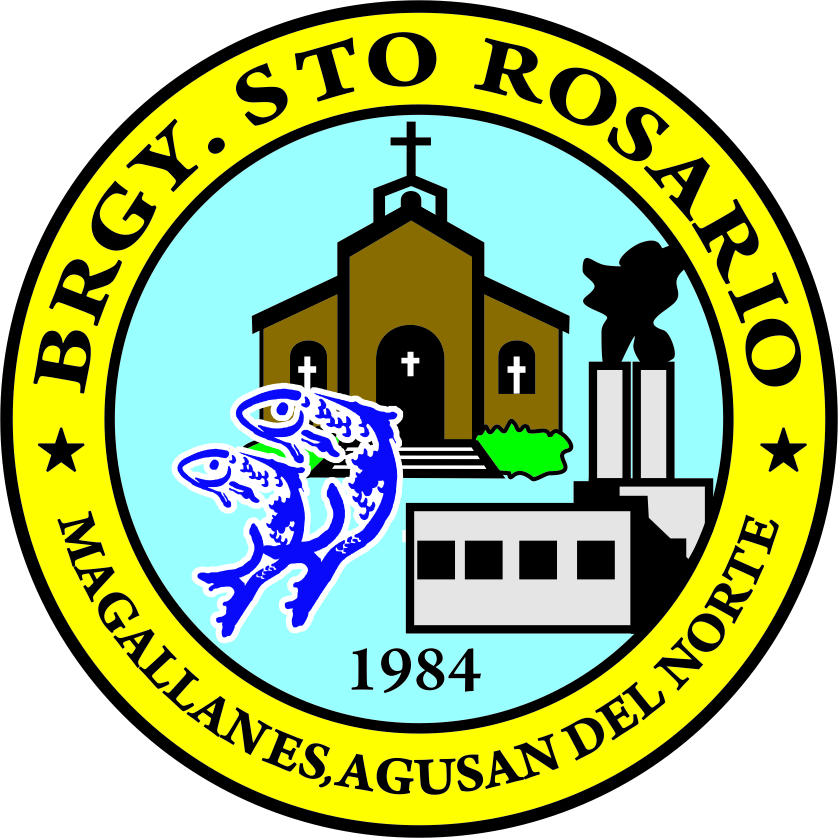 BRGY. STO ROSARIO
MAGALLANES,AGUSAN DEL NORTE
1984